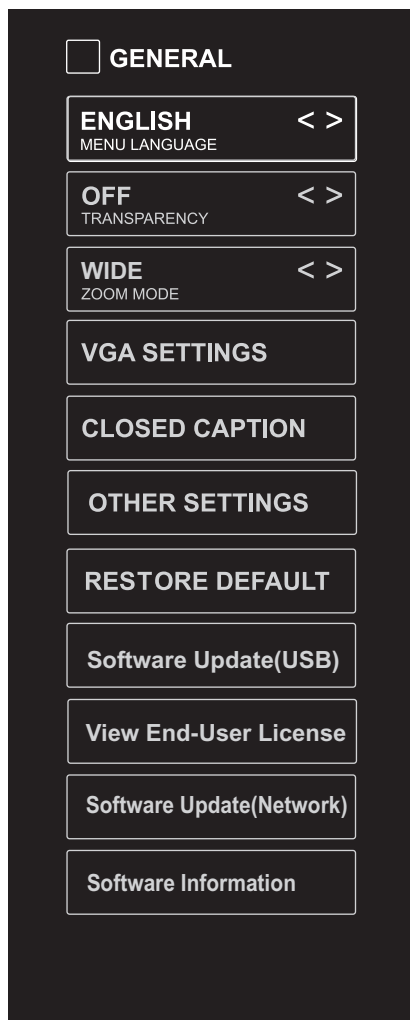 GENERAL
ENGLISH < >
MENU LANGUAGE
OFF < >
TRANSPARENCY
WIDE < >
ZOOM MODE
VGA SETTINGS
CLOSED CAPTION
OTHER SETTINGS
RESTORE DEFAULT
Software Update(USB)
View End-User License
Software Update(Network)
Software Information